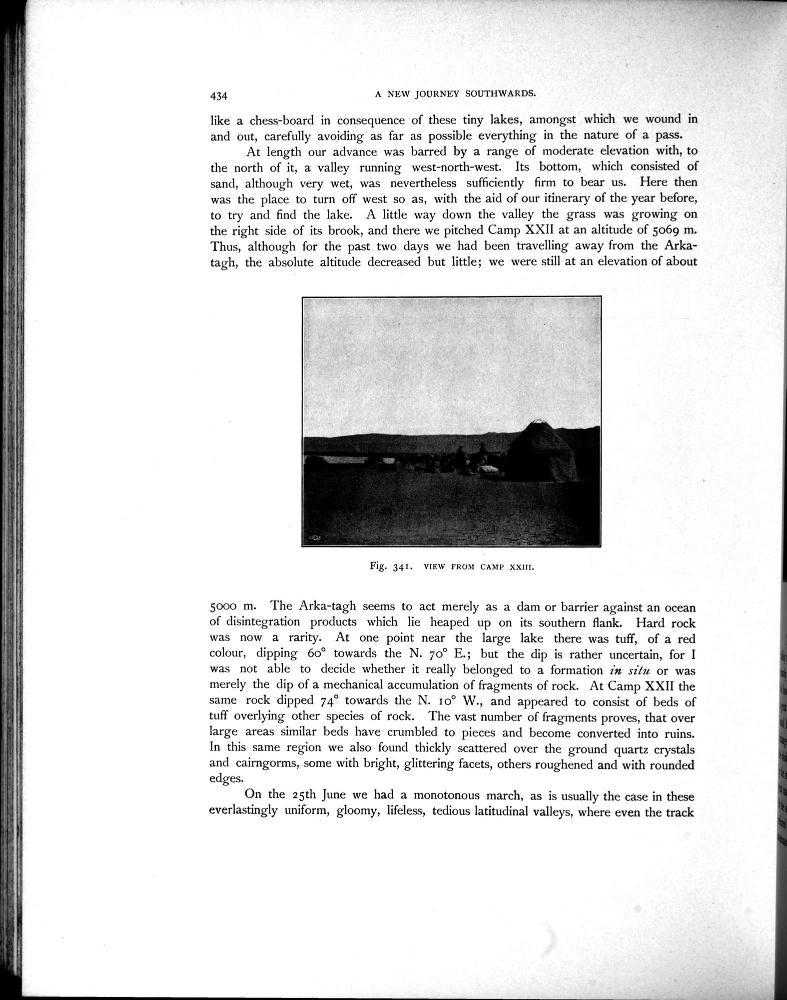 434
A NEW JOURNEY SOUTHWARDS.
like a chess-board in consequence of these tiny lakes, amongst which we wound in
and out, carefully avoiding as far as possible everything in the nature of a pass.
At length our advance was barred by a range of moderate elevation with, to
the north of it, a valley running west-north-west. Its bottom, which consisted of
sand, although very wet, was nevertheless sufficiently firm to bear us. Here then
was the place to turn off west so as, with the aid of our itinerary of the year before,
to try and find the lake. A little way down the valley the grass was growing on
the right side of its brook, and there we pitched Camp XXII at an altitude of 5069 m.
Thus, although for the past two days we had been travelling away from the Arka-
tagh, the absolute altitude decreased but little; we were still at an elevation of about
Fig. 341. VIEW FROM CAMP XXIII.
5000 m. The Arka-tagh seems to act merely as a dam or barrier against an ocean
of disintegration products which lie heaped up on its southern flank. Hard rock
was now a rarity. At one point near the large lake there was tuff, of a red
colour, dipping 60° towards the N. 70° E.; but the dip is rather uncertain, for I
was not able to decide whether it really belonged to a formation in situ or was
merely the dip of a mechanical accumulation of fragments of rock. At Camp XXII the
same rock dipped 74° towards the N. 10° W., and appeared to consist of beds of
tuff overlying other species of rock. The vast number of fragments proves, that over
large areas similar beds have crumbled to pieces and become converted into ruins.
In this same region we also found thickly scattered over the ground quartz crystals
and cairngorms, some with bright, glittering facets, others roughened and with rounded
edges.
On the 25th June we had a monotonous march, as is usually the case in these
everlastingly uniform, gloomy, lifeless, tedious latitudinal valleys, where even the track